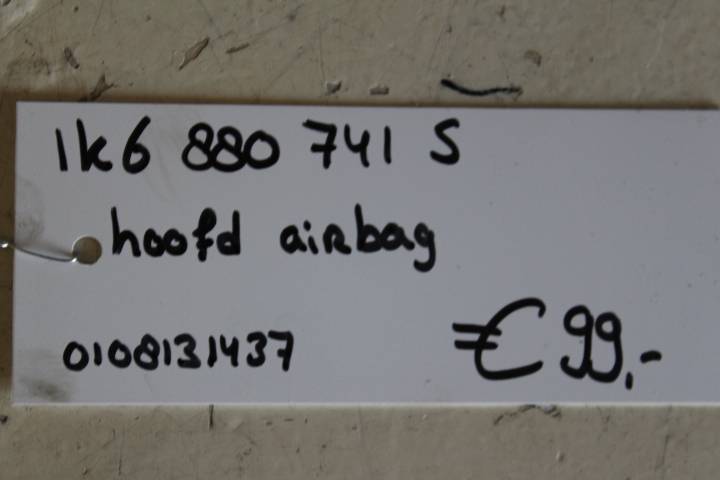 1k6 880 741 S
hoofd airbag
0108131437
€ 99,-